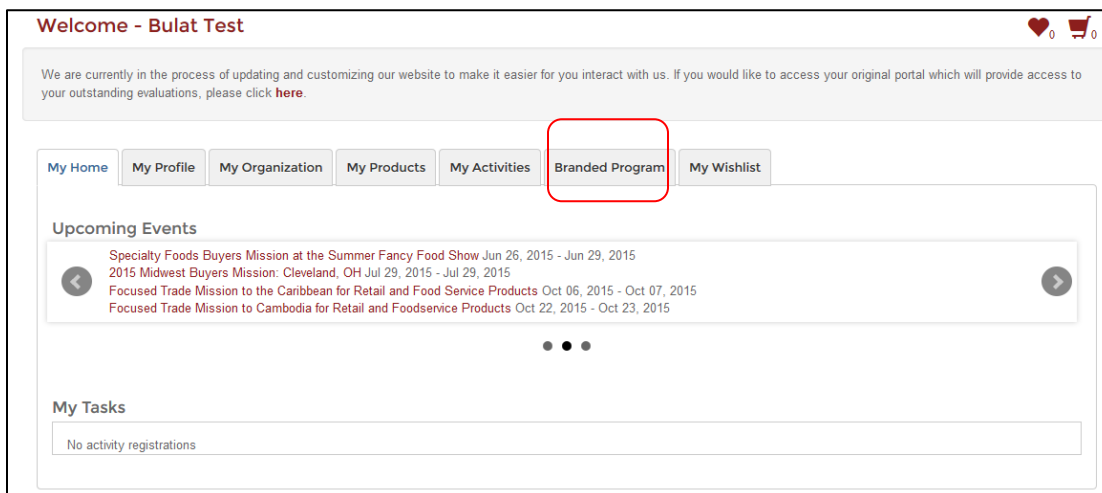 Welcome - Bulat Test
0 0
We are currently in the process of updating and customizing our website to make it easier for you interact with us. If you would like to access your original portal which will provide access to
your outstanding evaluations, please click here.
My Home My Profile My Organization My Products My Activities Branded Program My Wishlist
Upcoming Events
Specialty Foods Buyers Mission at the Summer Fancy Food Show Jun 26, 2015 - Jun 29, 2015
2015 Midwest Buyers Mission: Cleveland, OH Jul 29, 2015 - Jul 29, 2015
Focused Trade Mission to the Caribbean for Retail and Food Service Products Oct 06, 2015 - Oct 07, 2015
Focused Trade Mission to Cambodia for Retail and Foodservice Products Oct 22, 2015 - Oct 23, 2015
My Tasks
No activity registrations